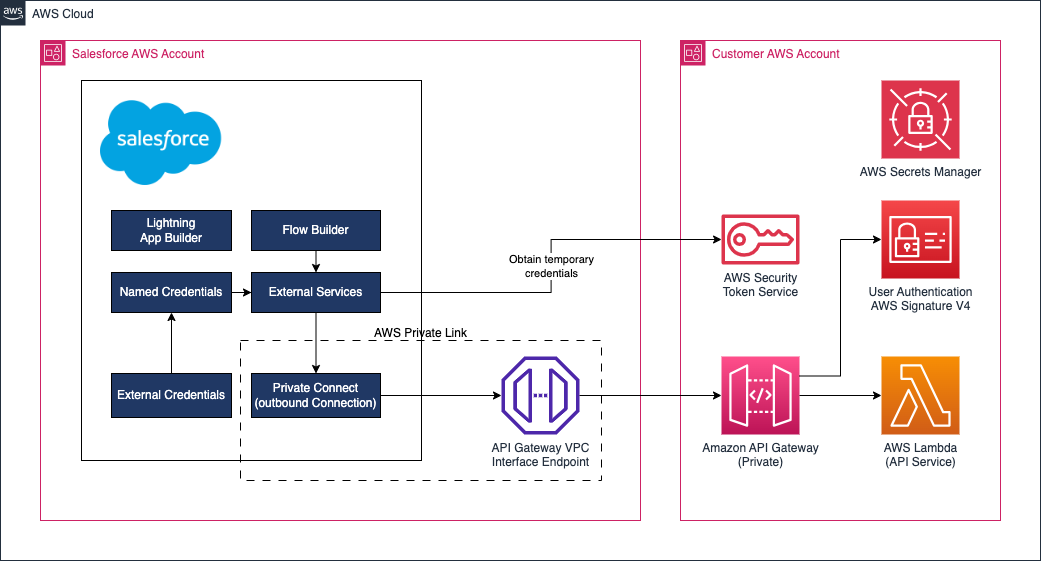 aws
AWS Cloud
Salesforce AWS Account
Customer AWS Account
salesforce
AWS Secrets Manager
Lightning
App Builder
Flow Builder
Obtain temporary
credentials
AWS Security
Token Service
User Authentication
AWS Signature V4
Named Credentials
External Services
AWS Private Link
External Credentials
Private Connect
(outbound Connection)
API Gateway VPC
Interface Endpoint
</>
Amazon API Gateway
(Private)
AWS Lambda
(API Service)